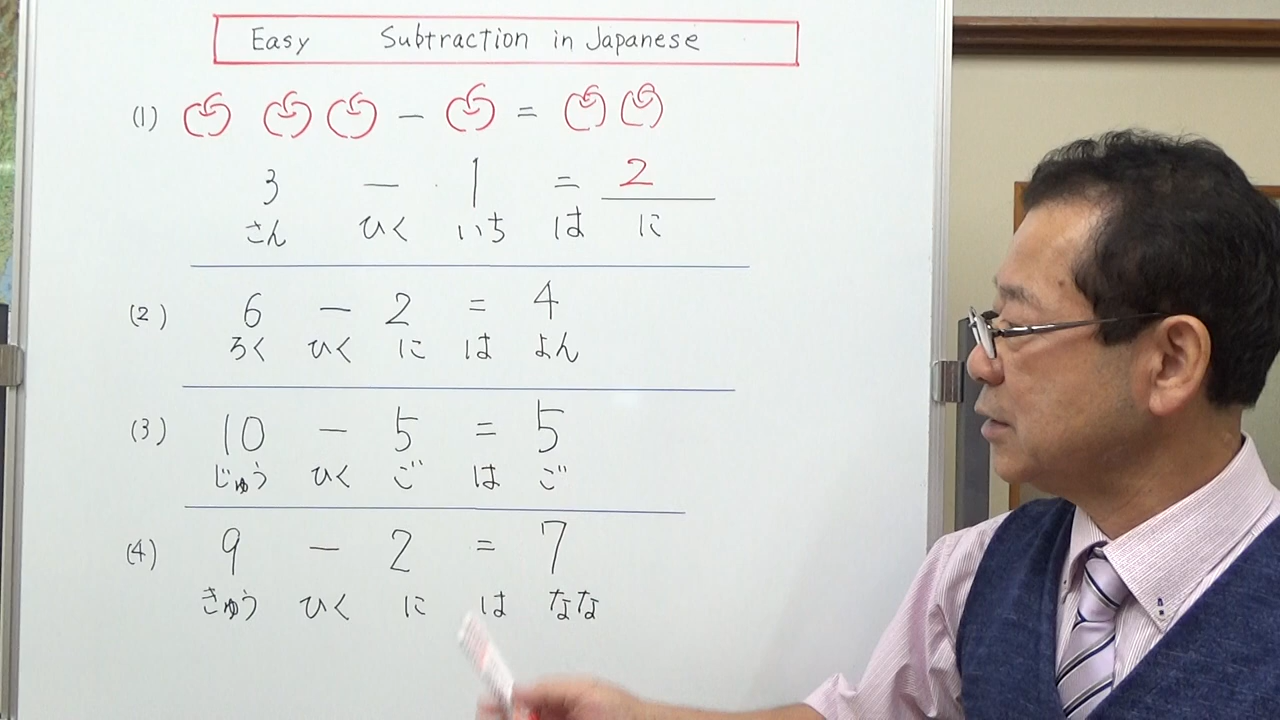 Easy Subtraction in Japanese
(1) － =
3 － 1 = 2
さん ひく いち は に
(2) 6 － 2 = 4
ろく ひく に は よん
(3) 10 － 5 = 5
じゅう ひく ご は ご
(4) 9 － 2 = 7
きゅう ひく に は なな